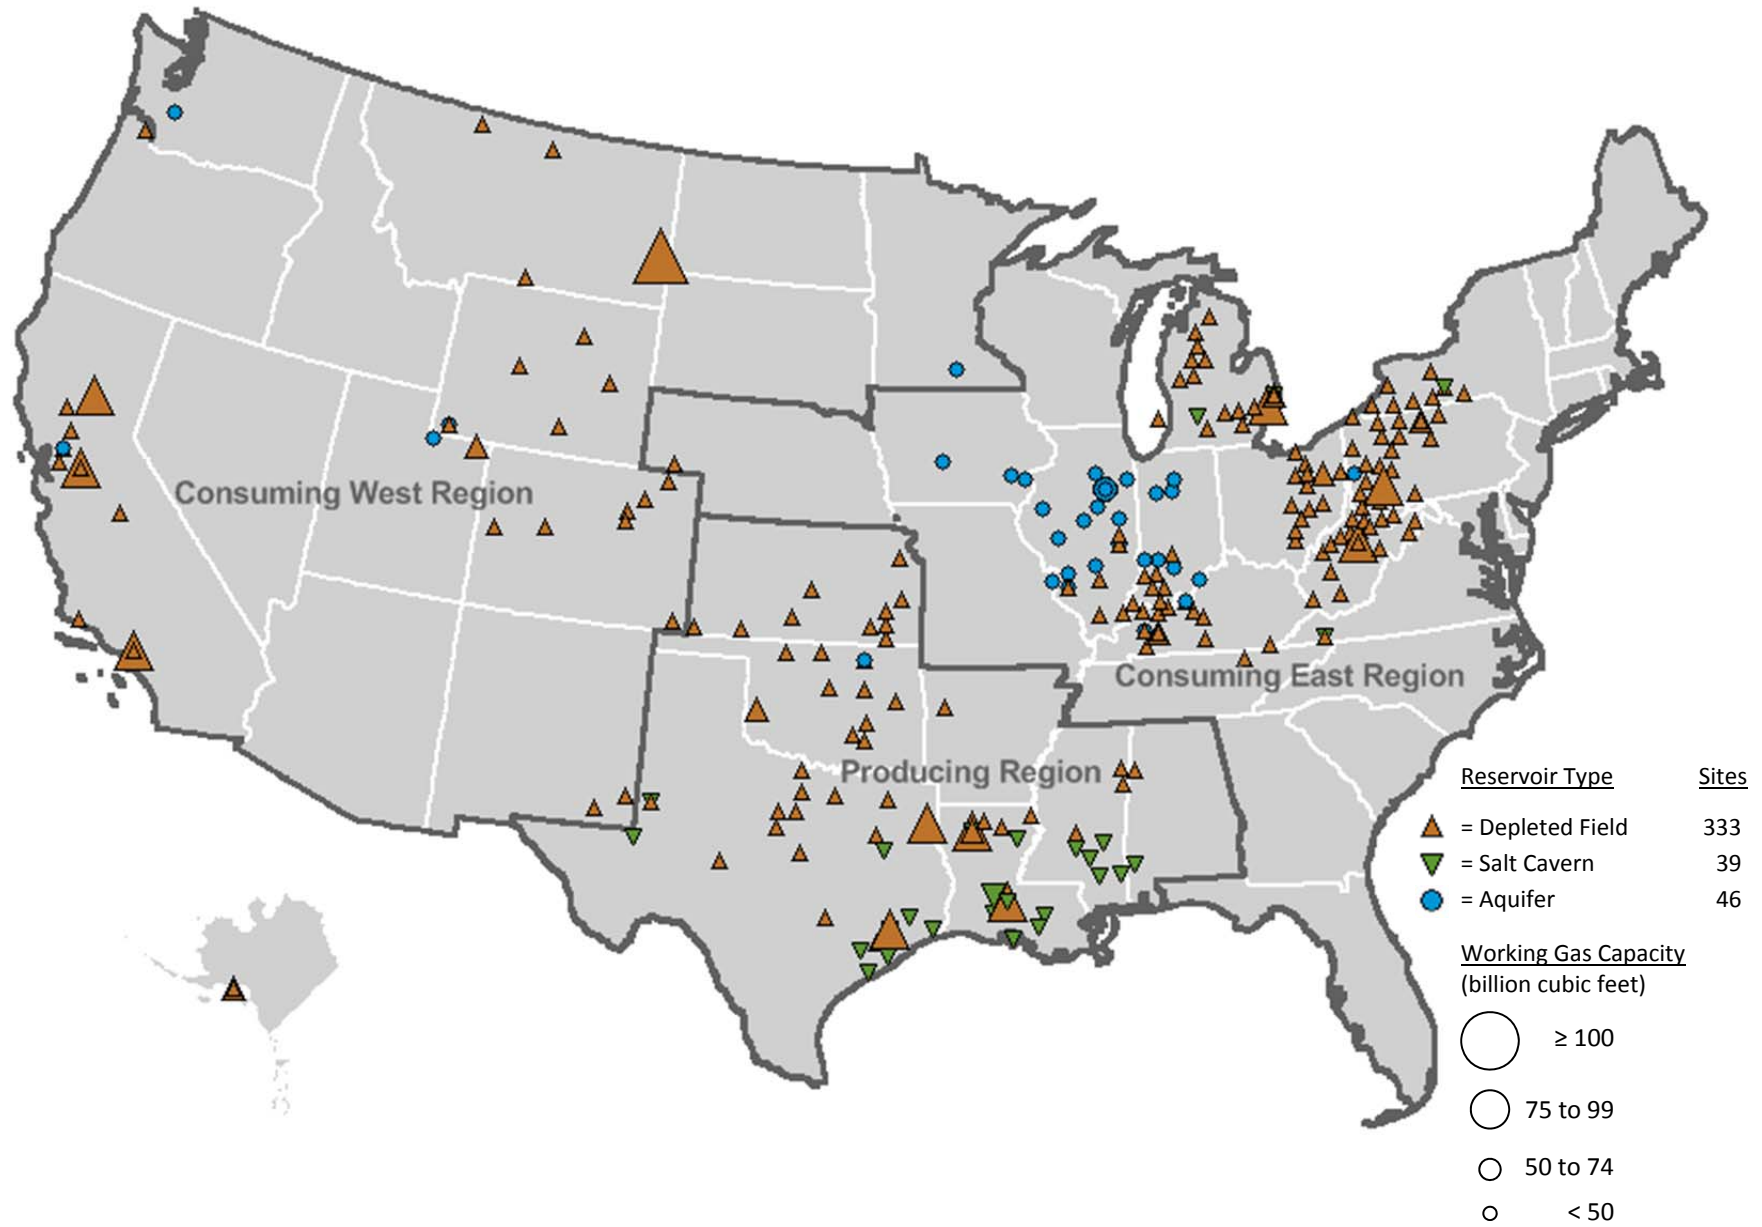 Consuming West Region
Consuming East Region
Producing Region
Reservoir Type Sites
= Depleted Field 333
= Salt Cavern 39
= Aquifer 46
Working Gas Capacity
(billion cubic feet)
≥ 100
75 to 99
50 to 74
< 50